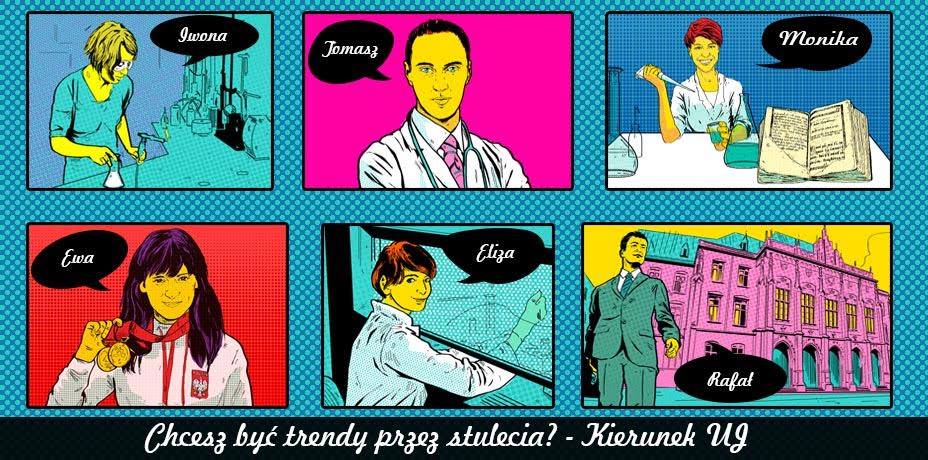 Iwona
Tomasz
Monika
Ewa
Eliza
Rafał
Chcesz być trendy przez stulecia? - Kierunek UJ